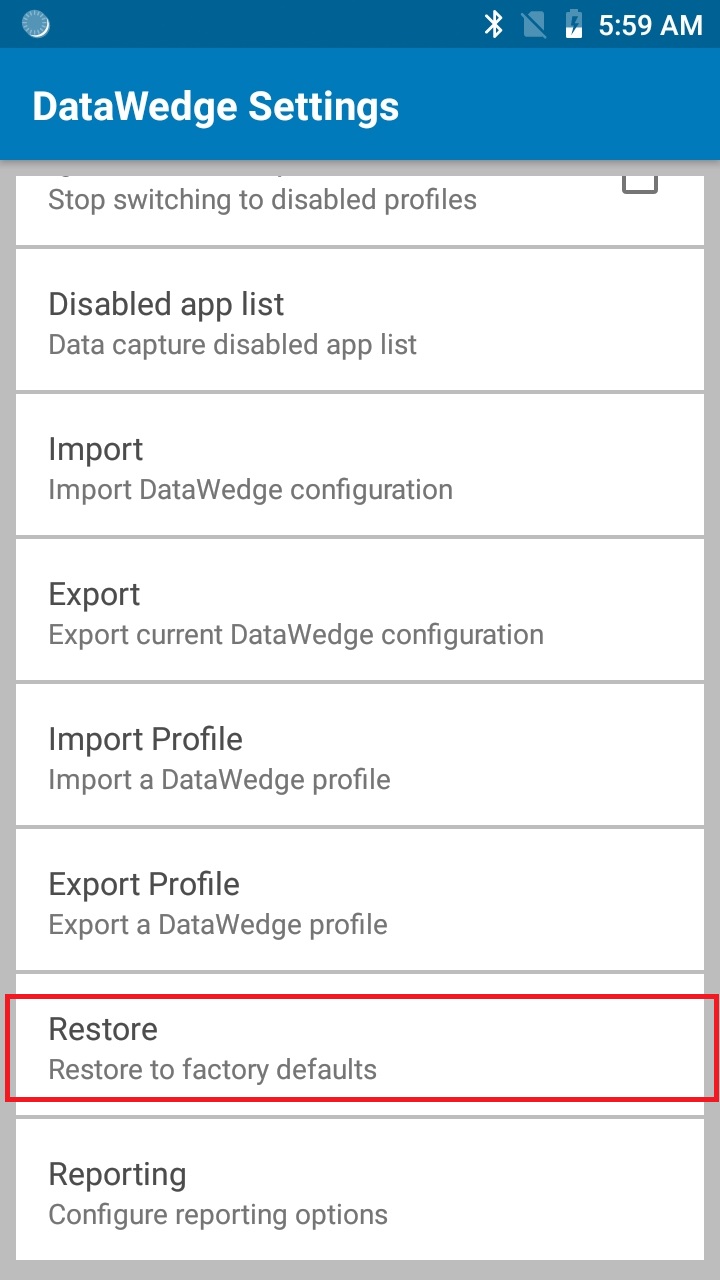 5:59 AM
DataWedge Settings
Stop switching to disabled profiles
Disabled app list
Data capture disabled app list
Import
Import DataWedge configuration
Export
Export current DataWedge configuration
Import Profile
Import a DataWedge profile
Export Profile
Export a DataWedge profile
Restore
Restore to factory defaults
Reporting
Configure reporting options